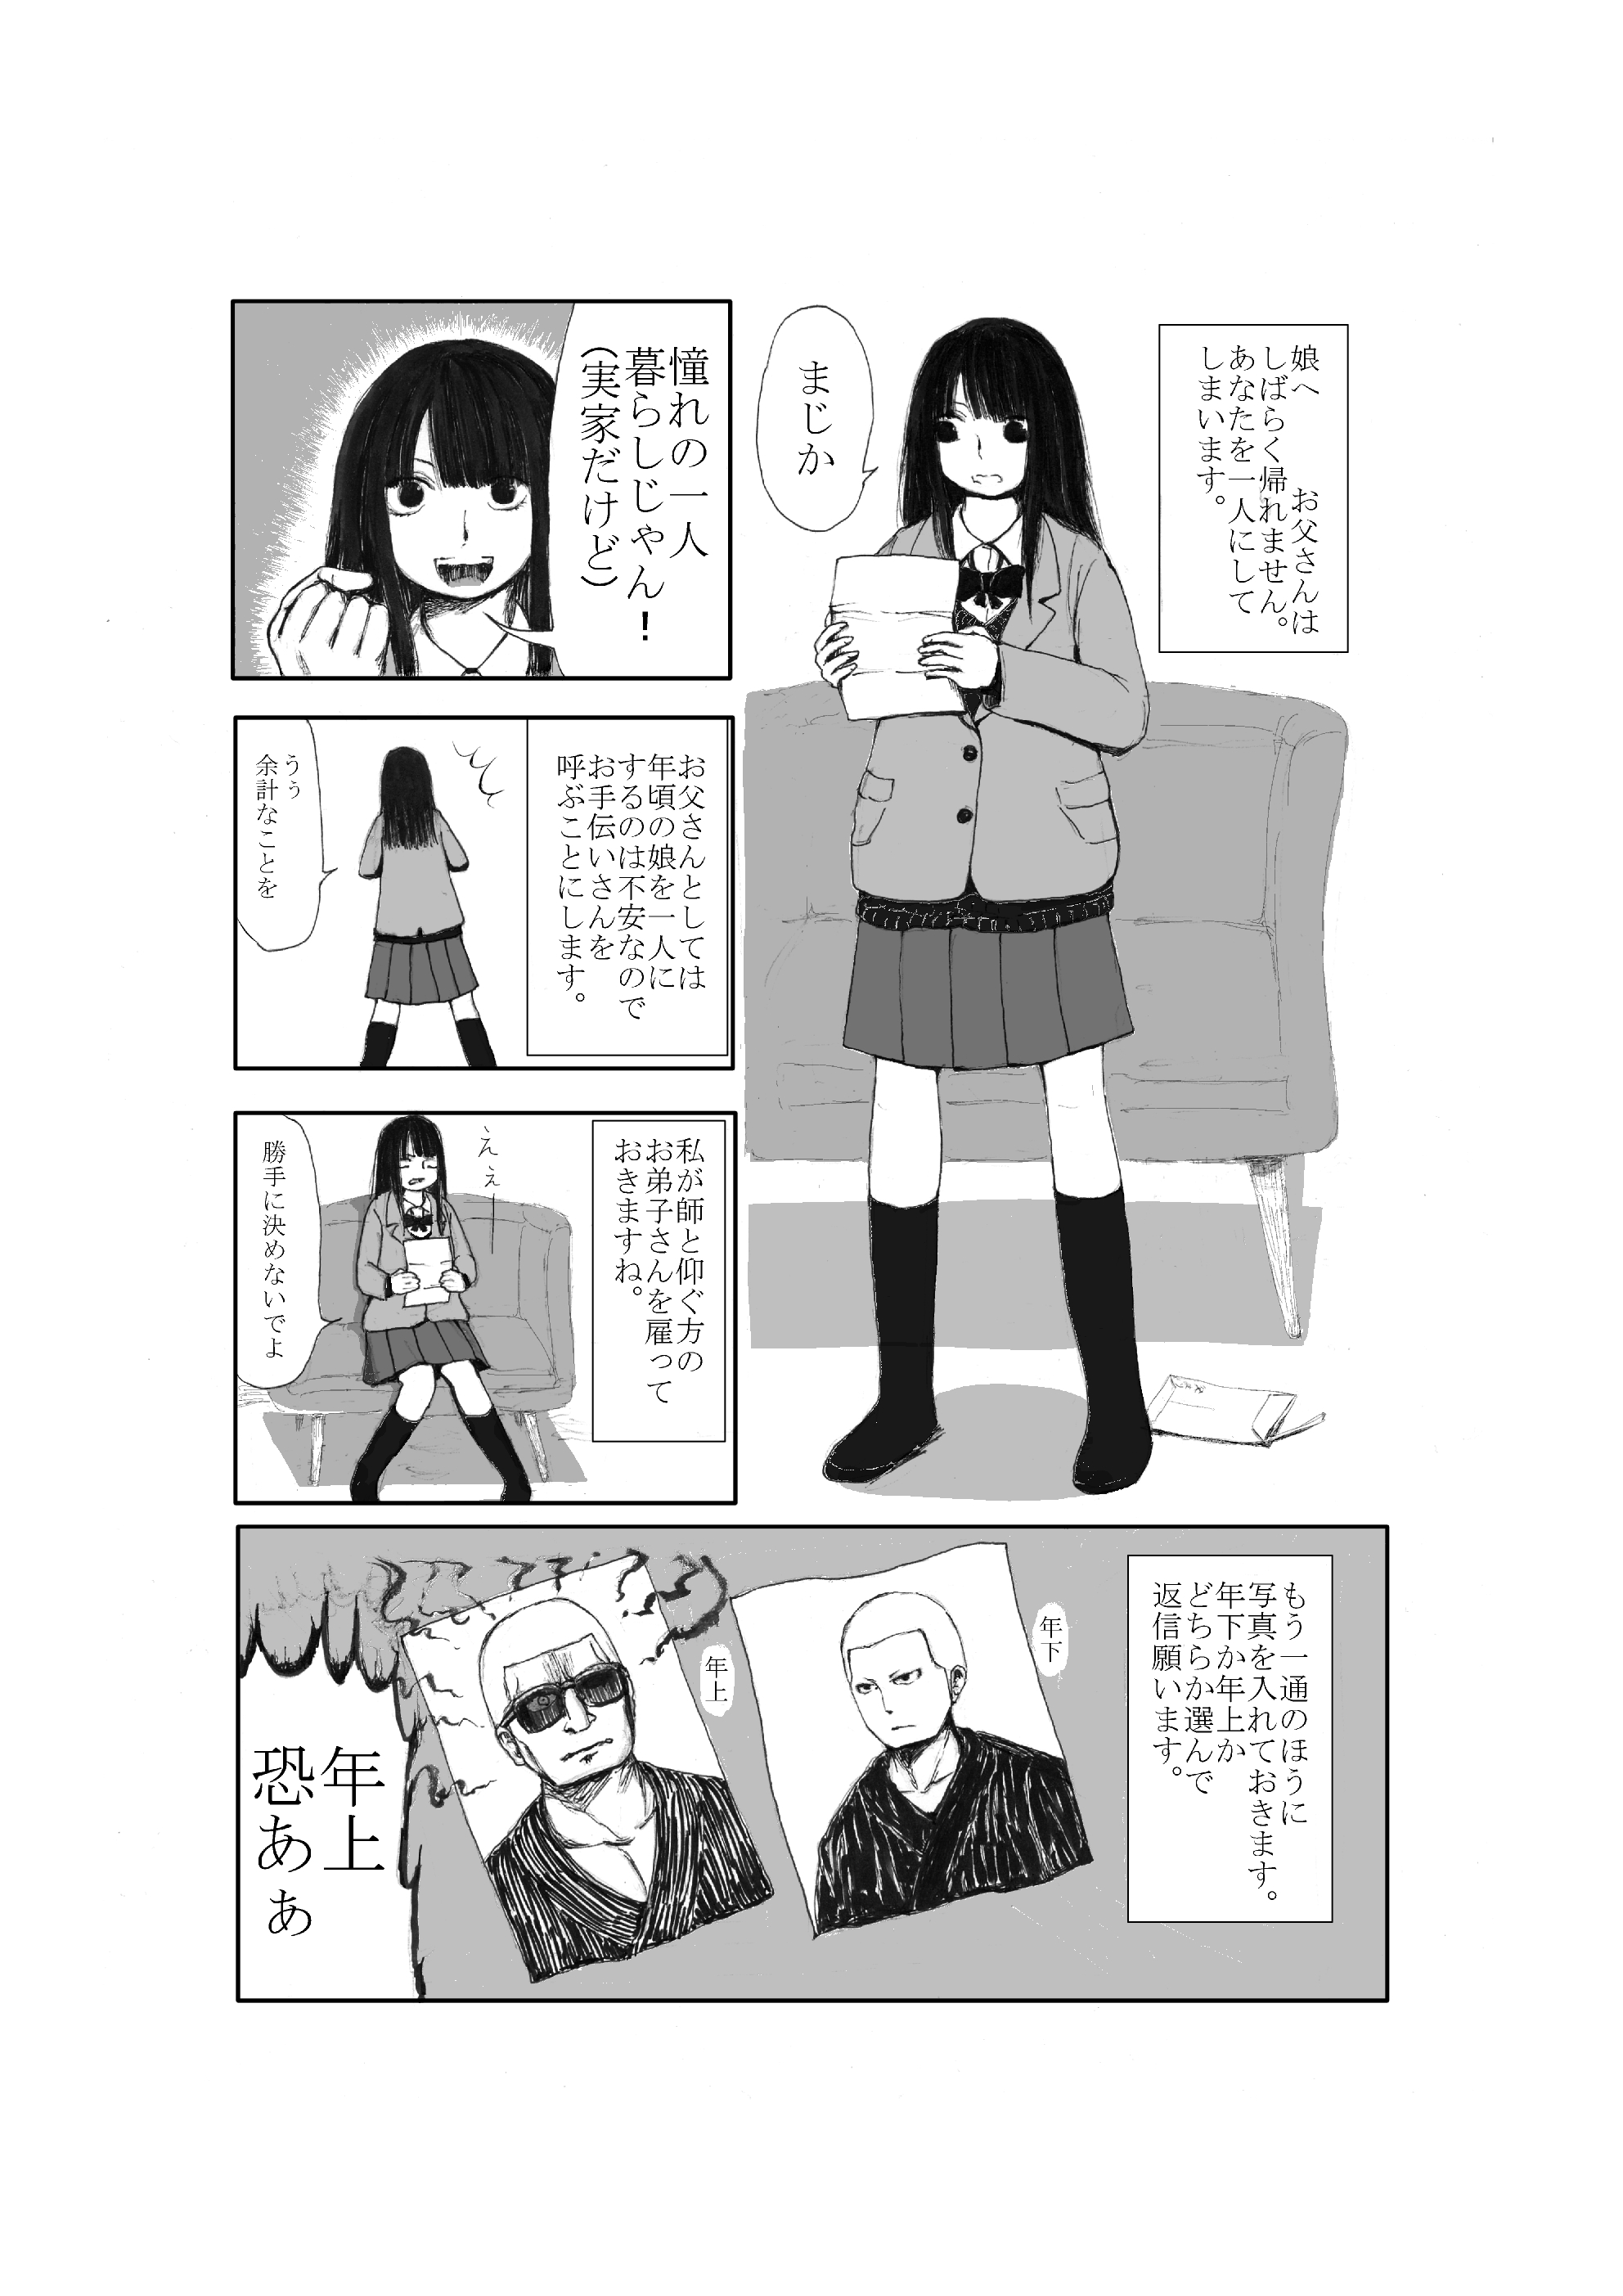 娘へ　　お父さんは
しばらく帰れません。
あなたを一人にして
しまいます。
まじか
憧れの一人
暮らしじゃん！
（実家だけど）
お父さんとしては
年頃の娘を一人に
するのは不安なので
お手伝いさんを
呼ぶことにします。
うぅ
余計なことを
私が師と仰ぐ方の
お弟子さんを雇って
おきますね。
えぇー
勝手に決めないでよ
もう一通のほうに
写真を入れておきます。
年下か年上か
どちらか選んで
返信願います。
年下
年上
年上
恐あぁ